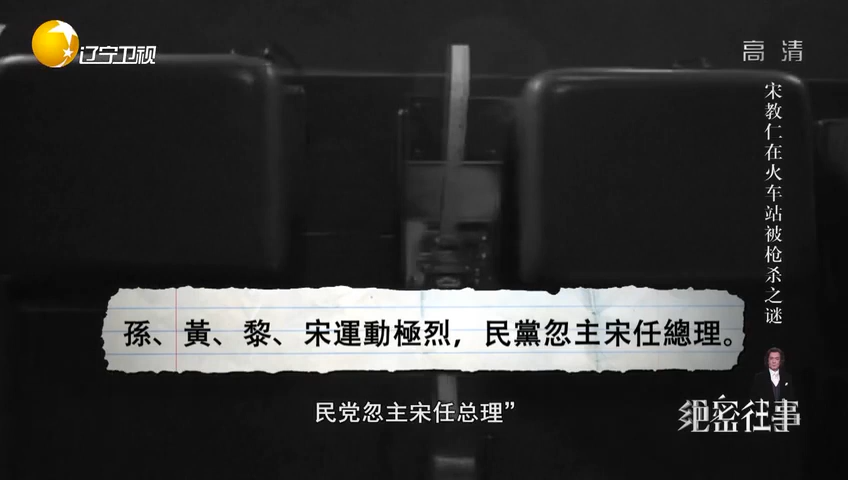 辽宁卫视
高清
宋教仁在火车站被枪杀之谜
孫、黃、黎、宋運動極烈，民黨忽主宋任總理。
民党忽主宋任总理”
绝密往事